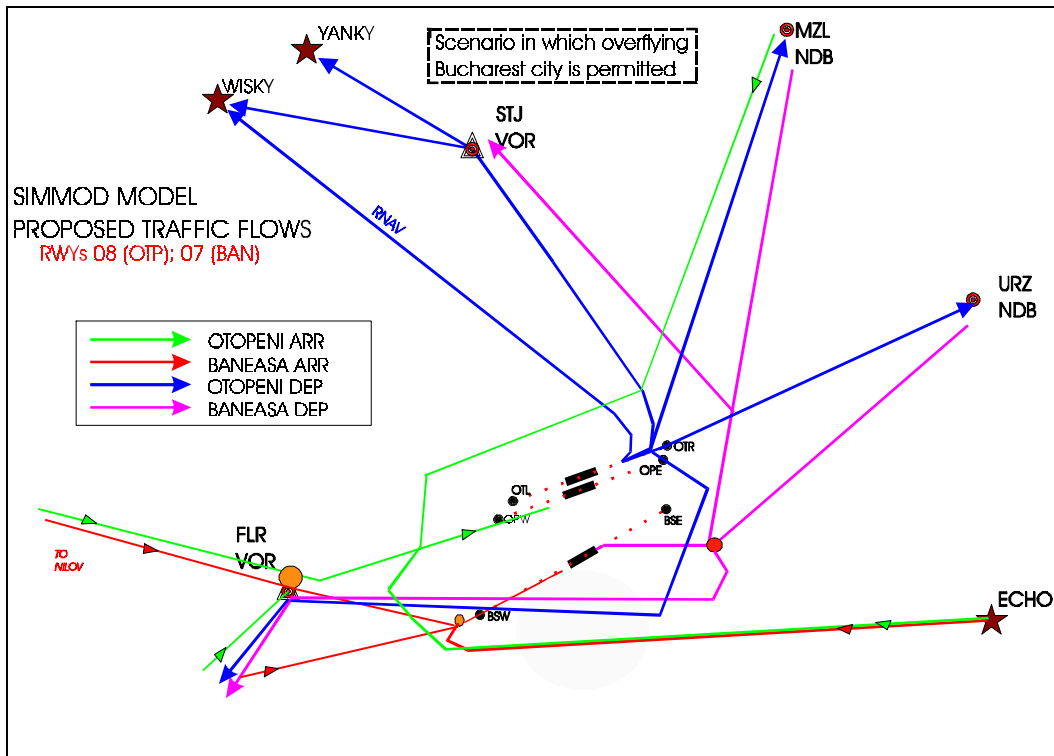 YANKY
Scenario in which overflying
Bucharest city is permitted
MZL
NDB
WISKY
STJ
VOR
SIMMOD MODEL
PROPOSED TRAFFIC FLOWS
RWYs 08 (OTP); 07 (BAN)
RNAV
URZ
NDB
OTOPENI ARR
BANEASA ARR
OTOPENI DEP
BANEASA DEP
OTR
OPE
OTL
OPW
BSE
FLR
VOR
TO
NILOV
BSW
ECHO